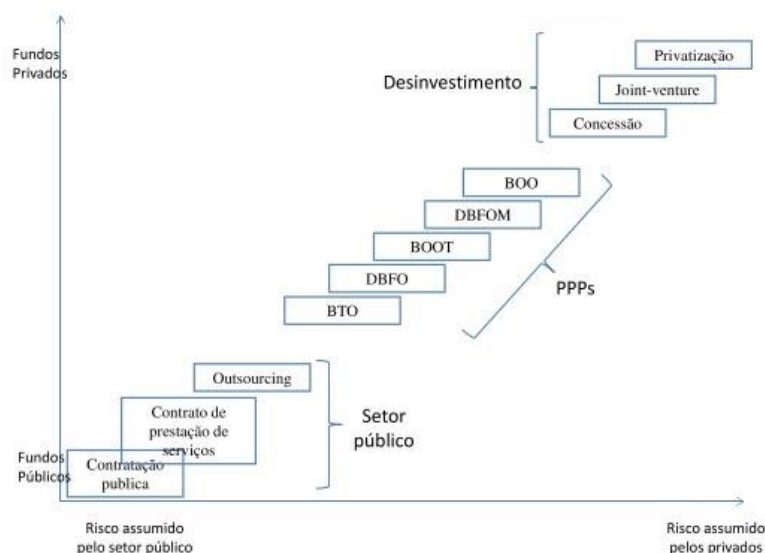 Fundos
Privados
Privatização
Desinvestimento
Joint-venture
Concessão
BOO
DBFOM
BOOT
DBFO
PPPs
BTO
Outsourcing
Contrato de
prestação de
serviços
Setor
público
Fundos
Públicos
Contratação
publica
Risco assumido
pelo setor público
Risco assumido
pelos privados